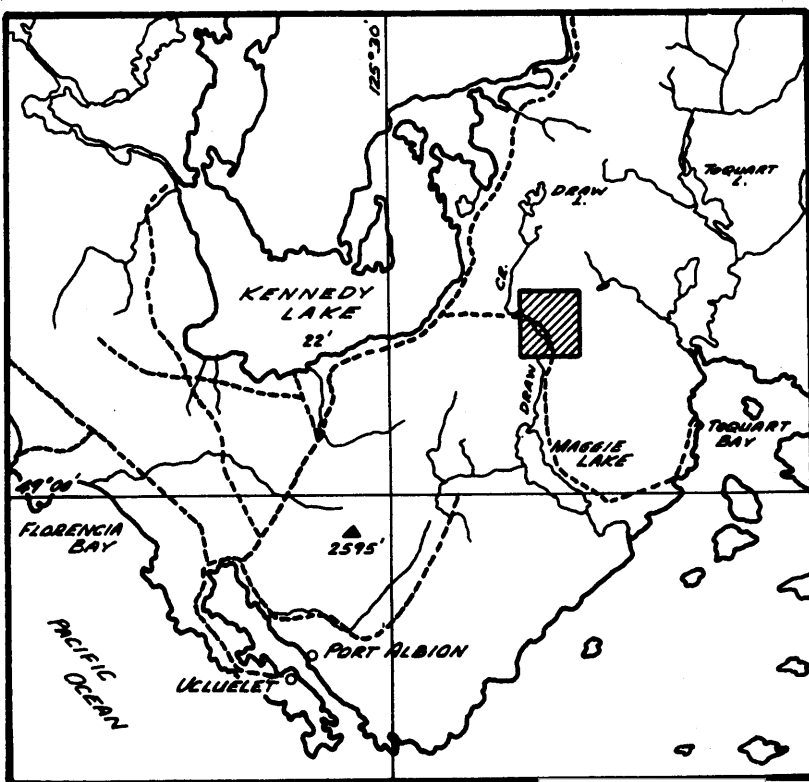 125°30'
TOQUART
L.
DRAW
L.
CR.
KENNEDY
LAKE
22'
DRAW
MAGGIE
LAKE
TOQUART
BAY
49°00'
FLORENCIA
BAY
2595'
PACIFIC
OCEAN
PORT ALBION
UCLUELET